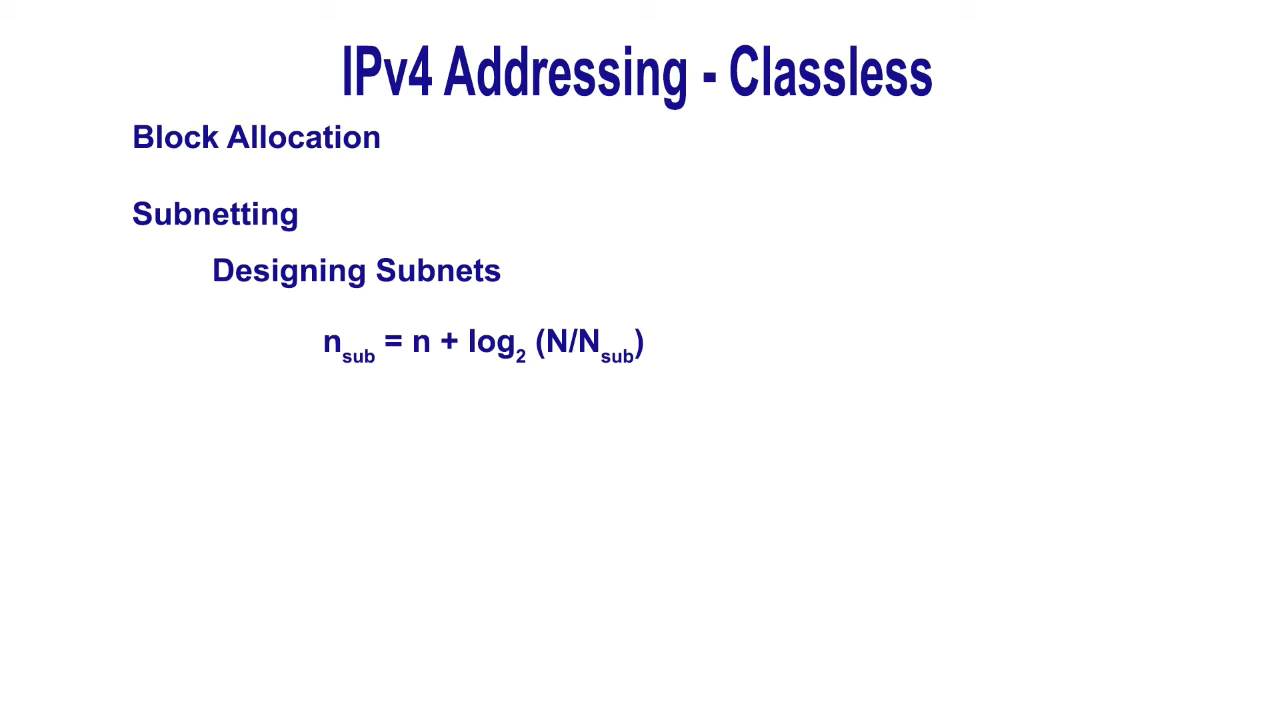 IPv4 Addressing - Classless
Block Allocation
Subnetting
Designing Subnets
nsub = n + log2 (N/Nsub)